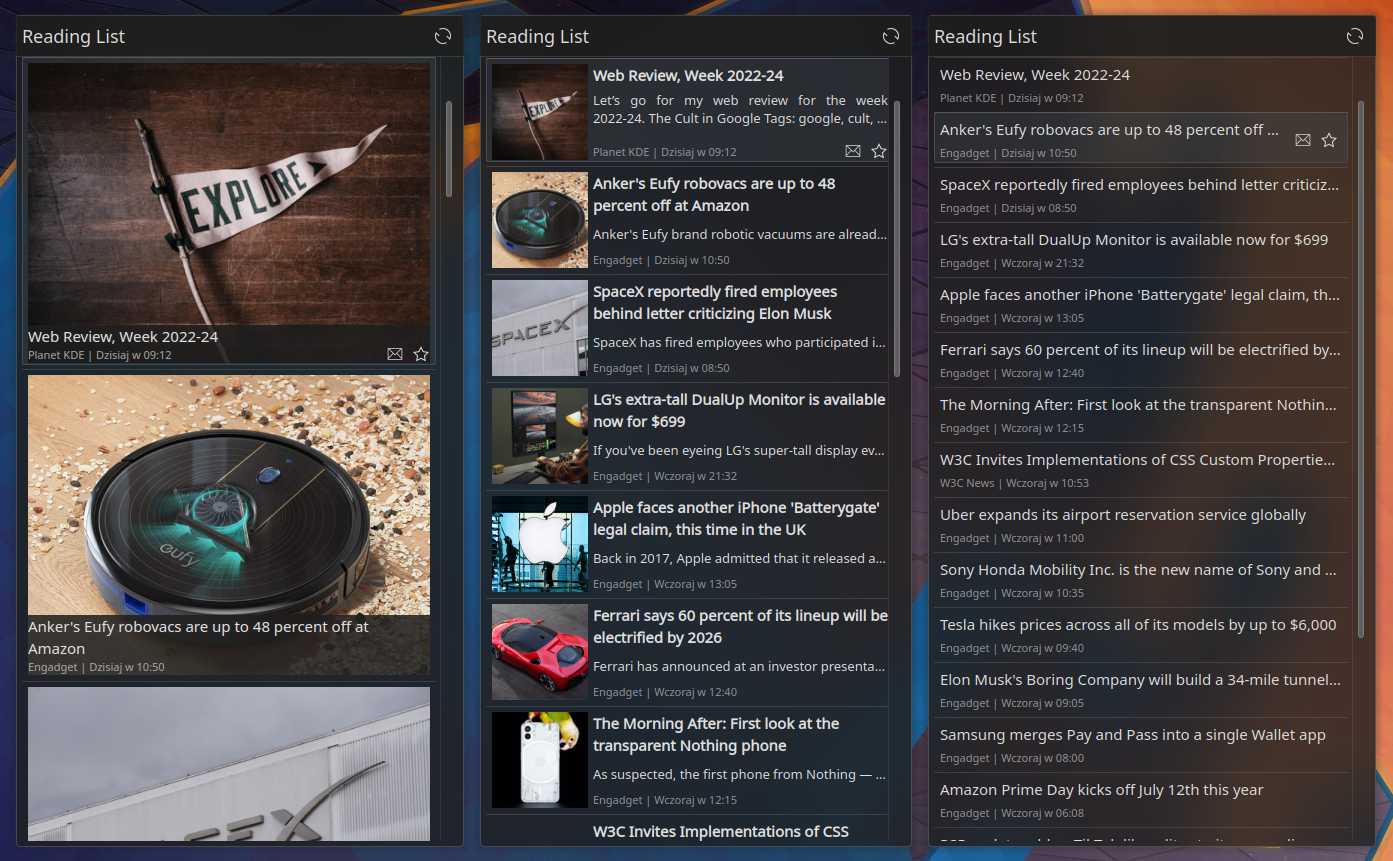 Reading List
EXPLORE
Web Review, Week 2022-24
Planet KDE | Dzisiaj w 09:12
eufy
Anker's Eufy robovacs are up to 48 percent off at
Amazon
Engadget | Dzisiaj w 10:50
Reading List
EXPLORE
Web Review, Week 2022-24
Let's go for my web review for the week
2022-24. The Cult in Google Tags: google, cult, ...
Planet KDE | Dzisiaj w 09:12
Anker's Eufy robovacs are up to 48
percent off at Amazon
Anker's Eufy brand robotic vacuums are alread...
Engadget | Dzisiaj w 10:50
SPACEX
SpaceX reportedly fired employees
behind letter criticizing Elon Musk
SpaceX has fired employees who participated i...
Engadget | Dzisiaj w 08:50
LG's extra-tall DualUp Monitor is available
now for $699
If you've been eyeing LG's super-tall display ev...
Engadget | Wczoraj w 21:32
Apple faces another iPhone 'Batterygate'
legal claim, this time in the UK
Back in 2017, Apple admitted that it released a...
Engadget | Wczoraj w 13:05
Ferrari says 60 percent of its lineup will be
electrified by 2026
Ferrari has announced at an investor presenta...
Engadget | Wczoraj w 12:40
The Morning After: First look at the
transparent Nothing phone
As suspected, the first phone from Nothing — ...
Engadget | Wczoraj w 12:15
W3C Invites Implementations of CSS
Reading List
Web Review, Week 2022-24
Planet KDE | Dzisiaj w 09:12
Anker's Eufy robovacs are up to 48 percent off ...
Engadget | Dzisiaj w 10:50
SpaceX reportedly fired employees behind letter criticiz...
Engadget | Dzisiaj w 08:50
LG's extra-tall DualUp Monitor is available now for $699
Engadget | Wczoraj w 21:32
Apple faces another iPhone 'Batterygate' legal claim, th...
Engadget | Wczoraj w 13:05
Ferrari says 60 percent of its lineup will be electrified by...
Engadget | Wczoraj w 12:40
The Morning After: First look at the transparent Nothin...
Engadget | Wczoraj w 12:15
W3C Invites Implementations of CSS Custom Propertie...
W3C News | Wczoraj w 10:53
Uber expands its airport reservation service globally
Engadget | Wczoraj w 11:00
Sony Honda Mobility Inc. is the new name of Sony and ...
Engadget | Wczoraj w 10:35
Tesla hikes prices across all of its models by up to $6,000
Engadget | Wczoraj w 09:40
Elon Musk's Boring Company will build a 34-mile tunnel...
Engadget | Wczoraj w 09:05
Samsung merges Pay and Pass into a single Wallet app
Engadget | Wczoraj w 08:00
Amazon Prime Day kicks off July 12th this year
Engadget | Wczoraj w 06:08